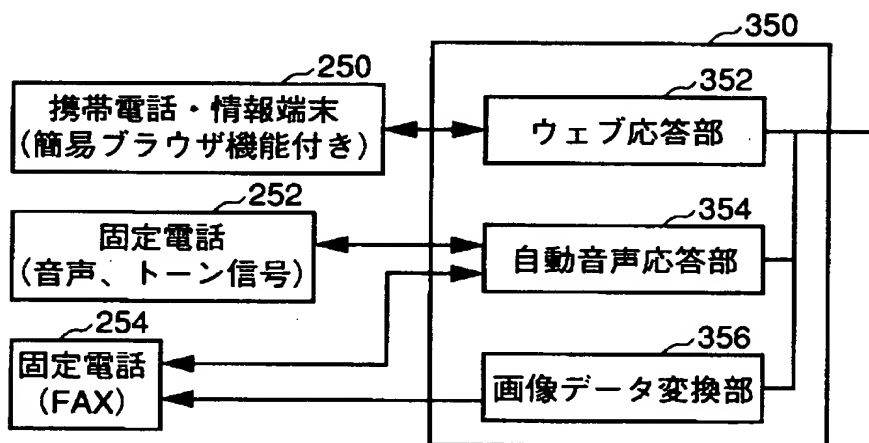 350
250
携帯電話・情報端末
(簡易ブラウザ機能付き)
352
ウェブ応答部
252
固定電話
(音声、トーン信号)
354
自動音声応答部
254
固定電話
(FAX)
356
画像データ変換部